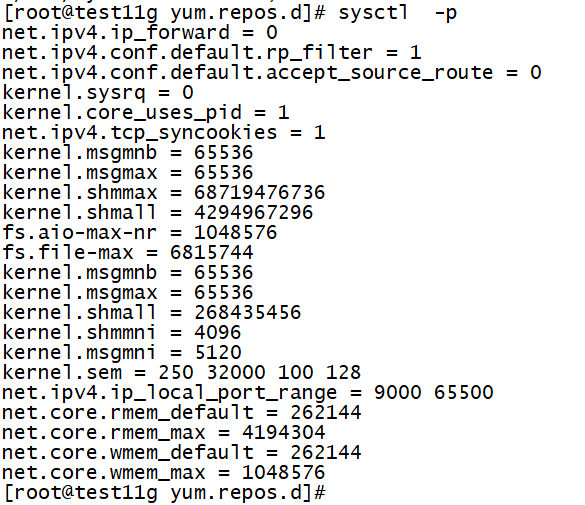 [root@test11g yum.repos.d]# sysctl  -p
net.ipv4.ip_forward = 0
net.ipv4.conf.default.rp_filter = 1
net.ipv4.conf.default.accept_source_route = 0
kernel.sysrq = 0
kernel.core_uses_pid = 1
net.ipv4.tcp_syncookies = 1
kernel.msgmnb = 65536
kernel.msgmax = 65536
kernel.shmmax = 68719476736
kernel.shmall = 4294967296
fs.aio-max-nr = 1048576
fs.file-max = 6815744
kernel.msgmnb = 65536
kernel.msgmax = 65536
kernel.shmall = 268435456
kernel.shmmni = 4096
kernel.msgmni = 5120
kernel.sem = 250 32000 100 128
net.ipv4.ip_local_port_range = 9000 65500
net.core.rmem_default = 262144
net.core.rmem_max = 4194304
net.core.wmem_default = 262144
net.core.wmem_max = 1048576
[root@test11g yum.repos.d]#